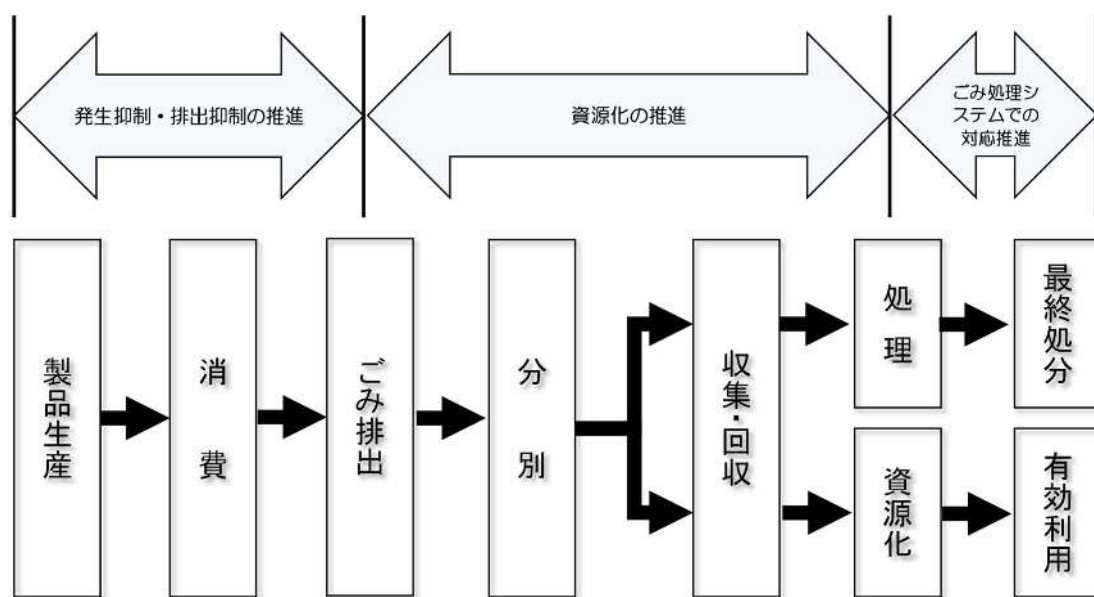 発生抑制・排出抑制の推進
資源化の推進
ごみ処理シ
ステムでの
対応推進
製品生産
消費
ごみ排出
分別
収集・回収
処理
最終処分
資源化
有効利用